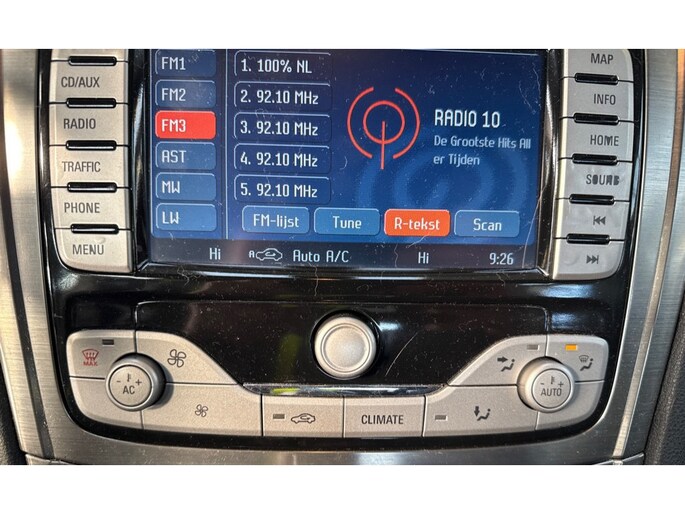 CD/AUX
RADIO
TRAFFIC
PHONE
MENU
FM1
FM2
FM3
AST
MW
LW
1. 100% NL
2. 92.10 MHz
3. 92.10 MHz
4. 92.10 MHz
5. 92.10 MHz
RADIO 10
De Grootste Hits All
er Tijden
FM-lijst Tune R-tekst Scan
Hi A Auto A/C Hi 9:26
MAP
INFO
HOME
SOUND
MAX
- +
AC
CLIMATE
- +
AUTO